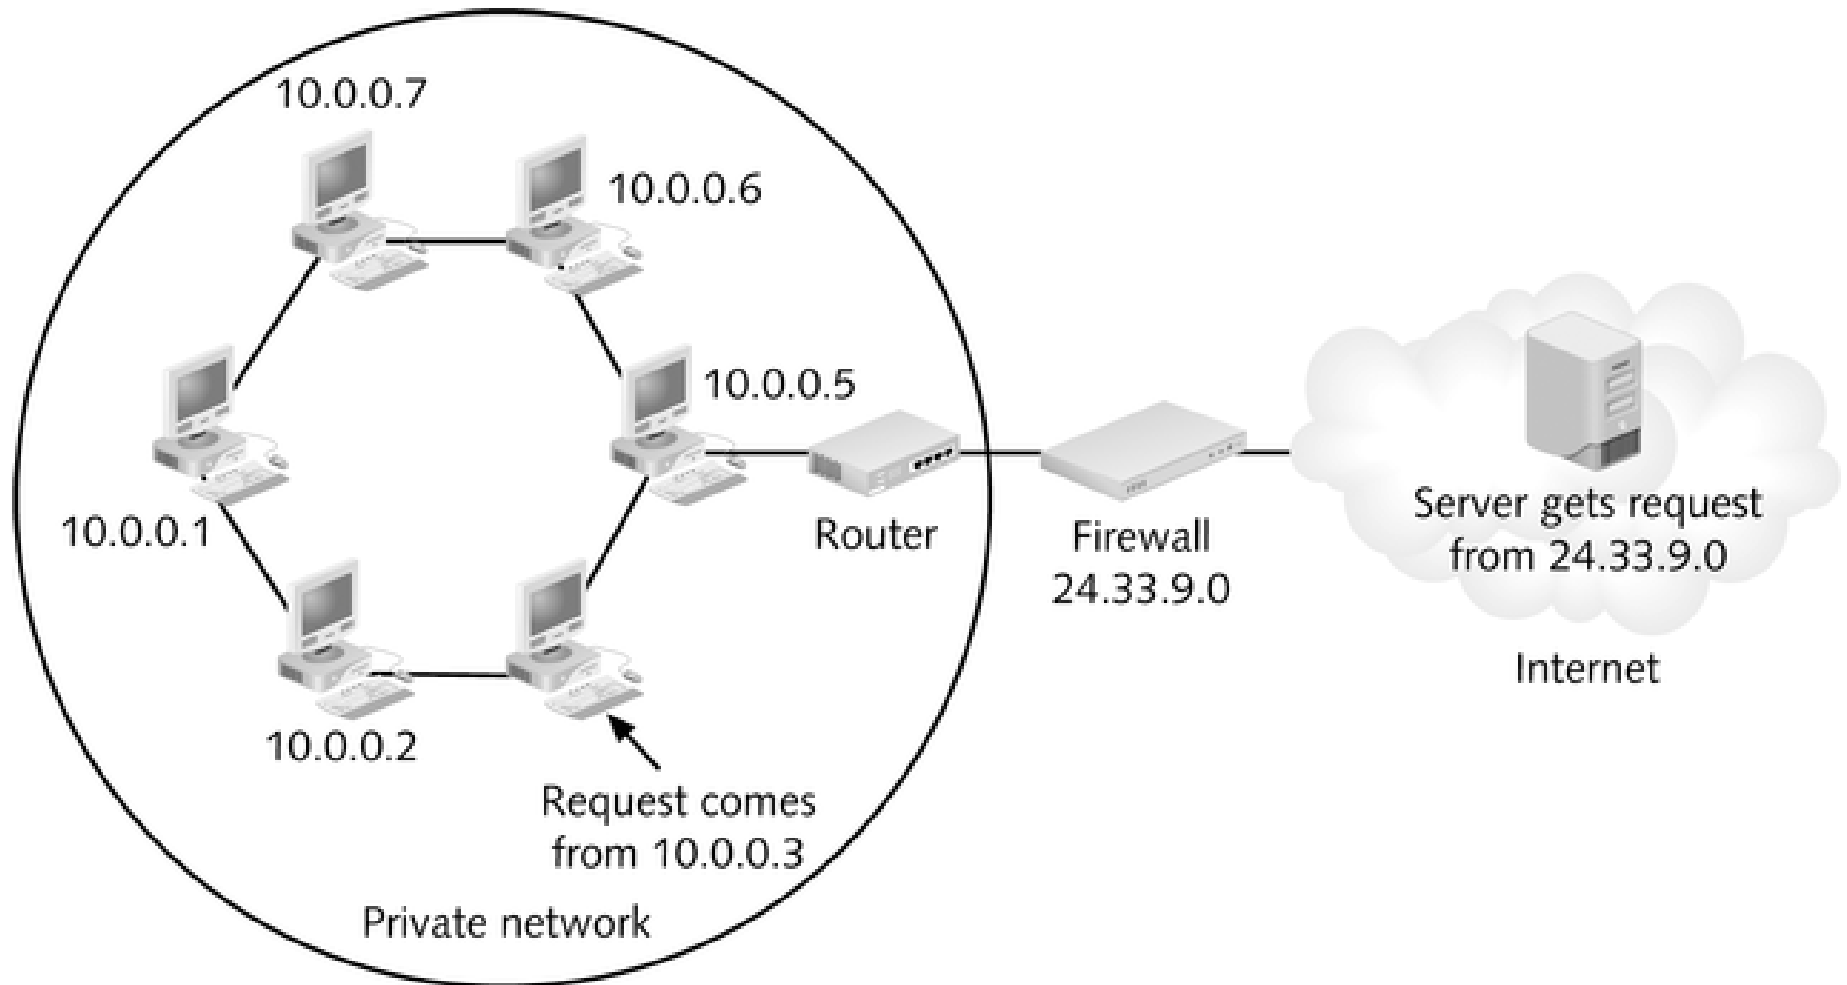 10.0.0.7
10.0.0.6
10.0.0.5
10.0.0.1
Router
Firewall
24.33.9.0
Server gets request
from 24.33.9.0
Internet
10.0.0.2
Request comes
from 10.0.0.3
Private network